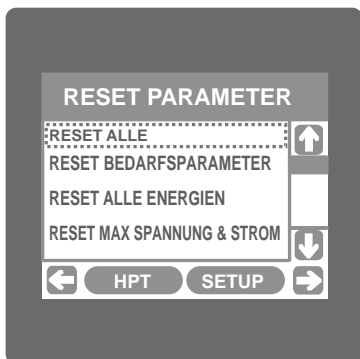 RESET PARAMETER
RESET ALLE
RESET BEDARFSPARAMETER
RESET ALLE ENERGIEN
RESET MAX SPANNUNG & STROM
HPT SETUP